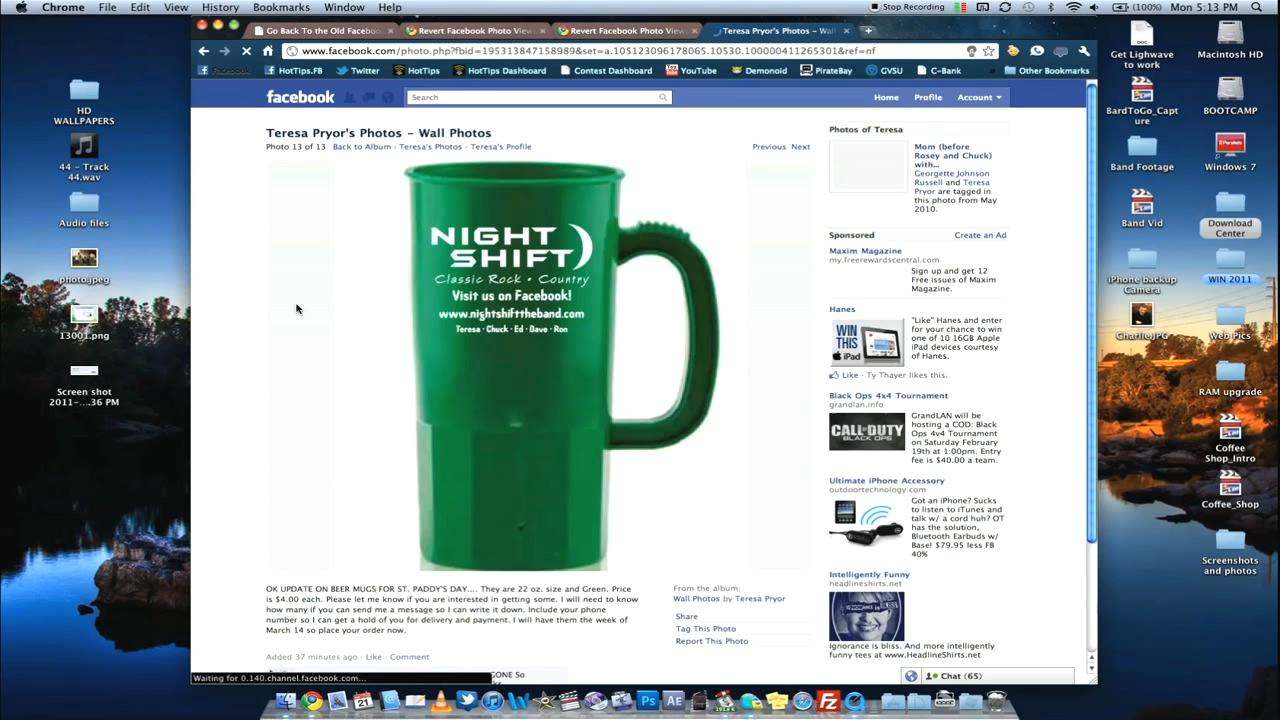 Chrome File Edit View History Bookmarks Window Help
Stop Recording (100%) Mon 5:13 PM
Go Back To the Old Faceboo...
Revert Facebook Photo View...
Revert Facebook Photo View...
Teresa Pryor's Photos – Wall
www.facebook.com/photo.php?fbid=195313847158989&set=a.105123096178065.10530.100000411265301&ref=nf
Facebook HotTips.FB Twitter HotTips HotTips Dashboard Contest Dashboard YouTube Demonoid PirateBay GVSU C-Bank » Other Bookmarks
facebook
Search
Home Profile Account
Teresa Pryor's Photos – Wall Photos
Photo 13 of 13 Back to Album · Teresa's Photos · Teresa's Profile
Previous Next
NIGHT
SHIFT
Classic Rock • Country
Visit us on Facebook!
www.nightshifttheband.com
Teresa · Chuck · Ed · Dave · Ron
OK UPDATE ON BEER MUGS FOR ST. PADDY'S DAY.... They are 22 oz. size and Green. Price
is $4.00 each. Please let me know if you are interested in getting some. I will need to know
how many if you can send me a message so I can write it down. Include your phone
number so I can get a hold of you for delivery and payment. I will have them the week of
March 14 so place your order now.
Added 37 minutes ago · Like · Comment
GONE So
From the album:
Wall Photos by Teresa Pryor
Share
Tag This Photo
Report This Photo
Photos of Teresa
Mom (before
Rosey and Chuck)
with...
Georgette Johnson
Russell and Teresa
Pryor are tagged in
this photo from May
2010.
Sponsored Create an Ad
Maxim Magazine
my.freerewardscentral.com
Sign up and get 12
Free issues of Maxim
Magazine.
Hanes
WIN
THIS
iPad
"Like" Hanes and enter
for your chance to win
one of 10 16GB Apple
iPad devices courtesy
of Hanes.
Like · Ty Thayer likes this.
Black Ops 4x4 Tournament
grandlan.info
CALL OF DUTY
BLACK OPS
GrandLAN will be
hosting a COD: Black
Ops 4v4 Tournament
on Saturday February
19th at 1:00pm. Entry
fee is $40.00 a team.
Ultimate iPhone Accessory
outdoortechnology.com
Got an iPhone? Sucks
to listen to iTunes and
talk w/ a cord huh? OT
has the solution,
Bluetooth Earbuds w/
Base! $79.95 less FB
40%
Intelligently Funny
headlineshirts.net
Ignorance is bliss. And more intelligently
funny tees at www.HeadlineShirts.net
Chat (65)
Waiting for 0.140.channel.facebook.com...
HD
WALLPAPERS
44 – Track
44.wav
Audio files
photo.jpeg
13001.png
Screen shot
2011-....36 PM
Get Lighwave
to work
BardToGo_Capt
ure
Band Footage
Band Vid
iPhone backup
Camera
Charlie.JPG
Macintosh HD
BOOTCAMP
Windows 7
Download
Center
WIN 2011
Web Pics
RAM upgrade
Coffee
Shop_Intro
Coffee_Shop
Screenshots
and photos
21
Ps
Ae
Fz